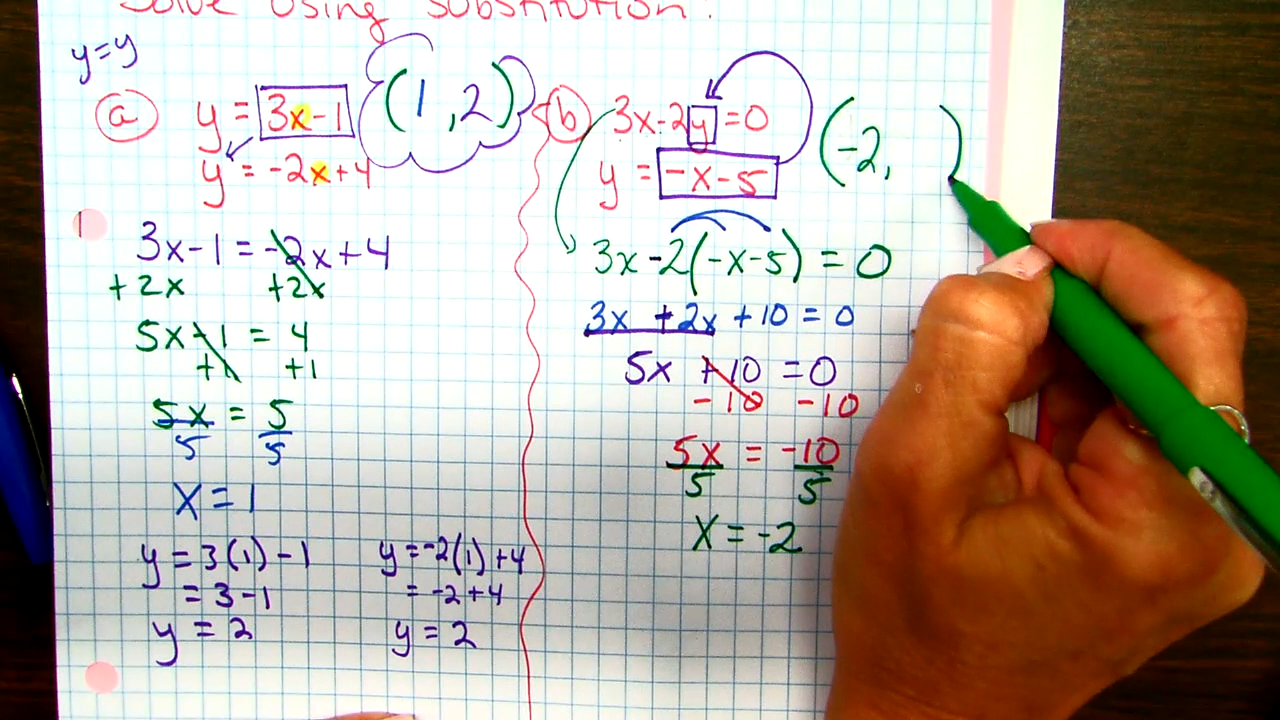 Solve using substitution:
y=y
a
y = 3x-1
y = -2x+4
(1,2)
3x-1 = -2x+4
+2x +2x
5x-1 = 4
+1 +1
5x = 5
5 5
x = 1
y = 3(1)-1
= 3-1
y = 2
y = -2(1)+4
= -2+4
y = 2
b
3x-2y=0
y = -x-5
(-2, )
3x-2(-x-5) = 0
3x +2x +10 = 0
5x +10 = 0
-10 -10
5x = -10
5 5
x = -2